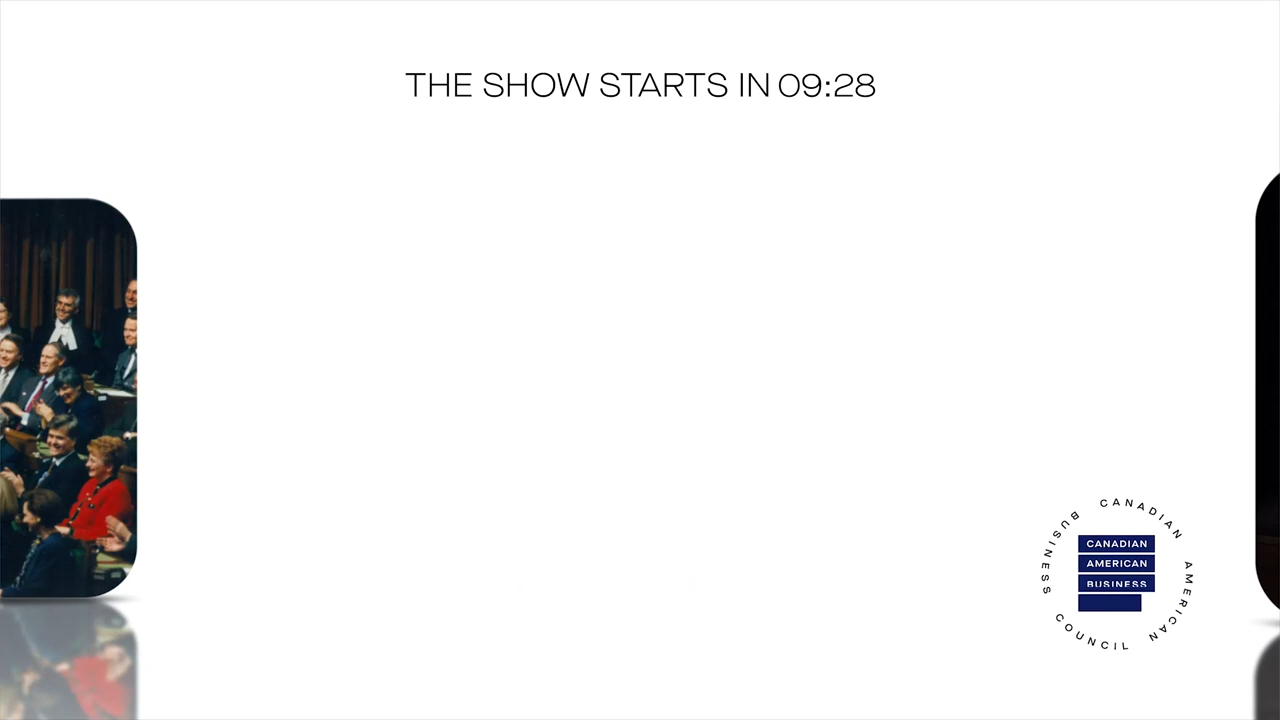 THE SHOW STARTS IN 09:28
CANADIAN AMERICAN COUNCIL BUSINESS
CANADIAN
AMERICAN
BUSINESS